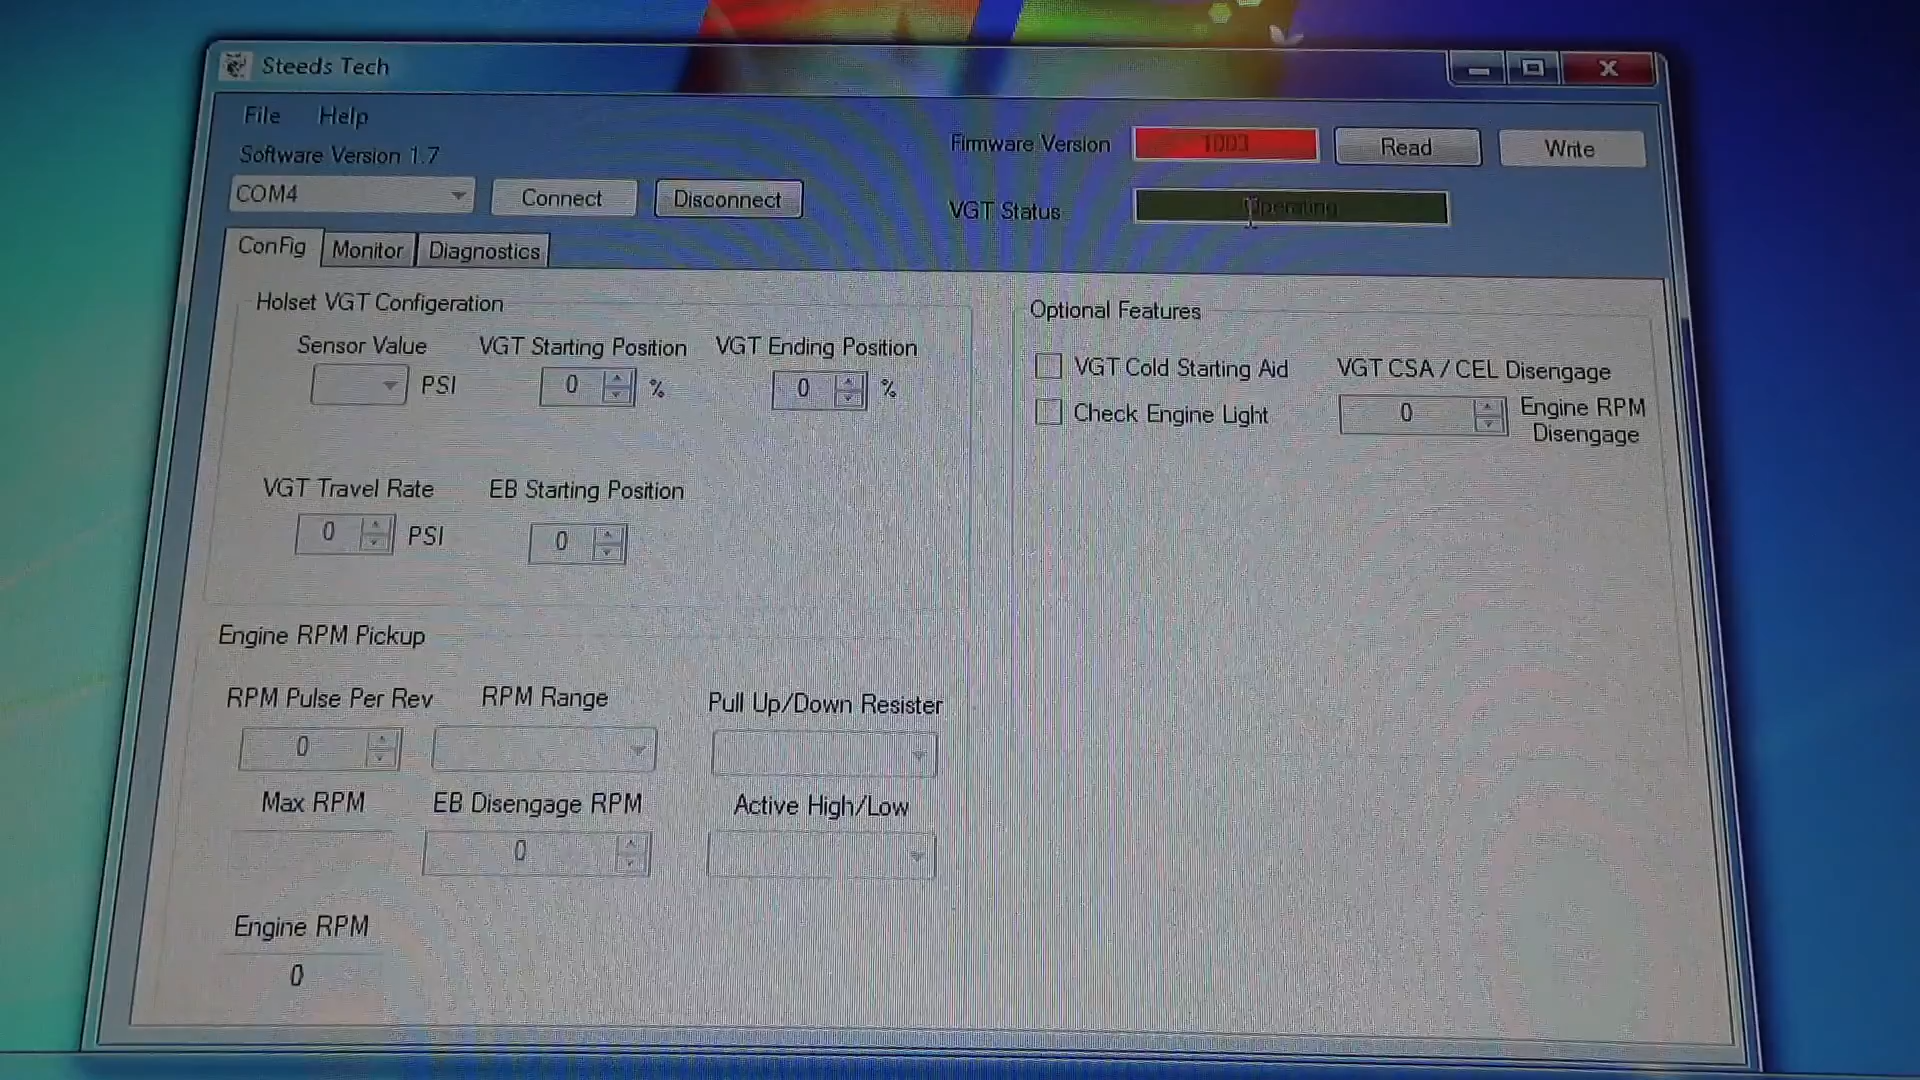 Steeds Tech
File Help
Software Version 1.7
Firmware Version 1003 Read Write
COM4 Connect Disconnect
VGT Status Operating
ConFig Monitor Diagnostics
Holset VGT Configeration
Sensor Value VGT Starting Position VGT Ending Position
PSI 0 % 0 %
VGT Travel Rate EB Starting Position
0 PSI 0
Engine RPM Pickup
RPM Pulse Per Rev RPM Range Pull Up/Down Resister
0
Max RPM EB Disengage RPM Active High/Low
0
Engine RPM
0
Optional Features
VGT Cold Starting Aid VGT CSA / CEL Disengage
Check Engine Light 0 Engine RPM
Disengage